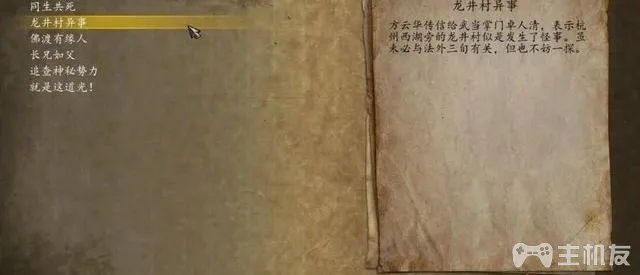 同生共死
龙井村异事
佛渡有缘人
长兄如父
追查神秘势力
就是这道光！
龙井村异事
方云华传信给武当掌门卓人清，表示杭
州西湖旁的龙井村似是发生了怪事。虽
未必与法外三旬有关，但也不妨一探。
主机友